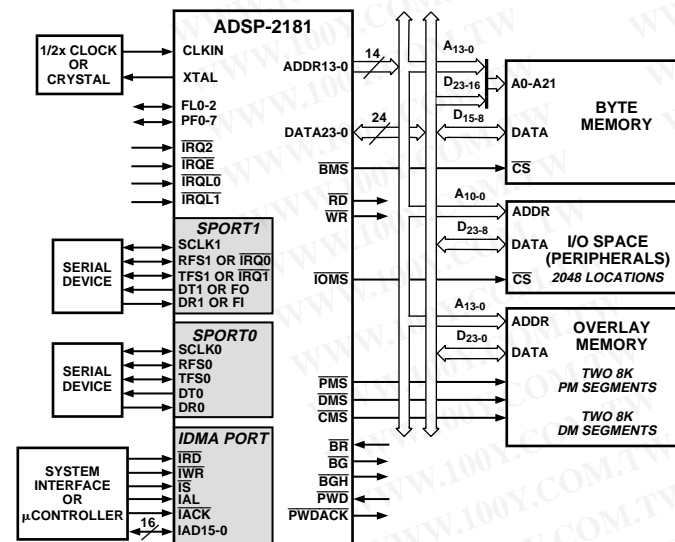 ADSP-2181
1/2x CLOCK
OR
CRYSTAL
CLKIN
XTAL
FL0-2
PF0-7
IRQ2
IRQE
IRQL0
IRQL1
SPORT1
SCLK1
RFS1 OR IRQ0
TFS1 OR IRQ1
DT1 OR FO
DR1 OR FI
SERIAL
DEVICE
SPORT0
SCLK0
RFS0
TFS0
DT0
DR0
SERIAL
DEVICE
IDMA PORT
IRD
IWR
IS
IAL
IACK
IAD15-0
16
SYSTEM
INTERFACE
OR
µCONTROLLER
ADDR13-0
14
DATA23-0
24
BMS
RD
WR
IOMS
PMS
DMS
CMS
BR
BG
BGH
PWD
PWDACK
A13-0
D23-16
D15-8
A0-A21
DATA
CS
BYTE
MEMORY
A10-0
D23-8
ADDR
DATA
CS
I/O SPACE
(PERIPHERALS)
2048 LOCATIONS
A13-0
D23-0
ADDR
DATA
OVERLAY
MEMORY
TWO 8K
PM SEGMENTS
TWO 8K
DM SEGMENTS
WWW.100Y.COM.TW